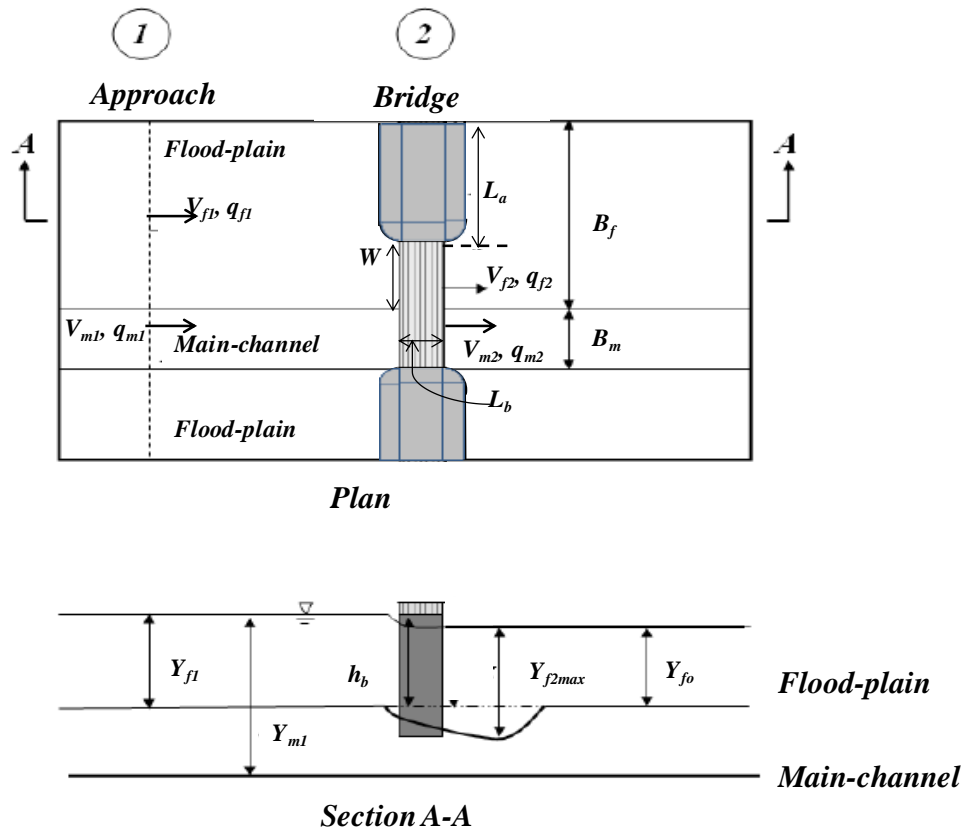 1 2
Approach Bridge
A Flood-plain A
L_a
V_f1, q_f1 B_f
W
V_f2, q_f2
V_m1, q_m1 Main-channel V_m2, q_m2 B_m
L_b
Flood-plain
Plan
Y_f1 h_b Y_f2max Y_fo
Flood-plain
Y_m1
Main-channel
Section A-A